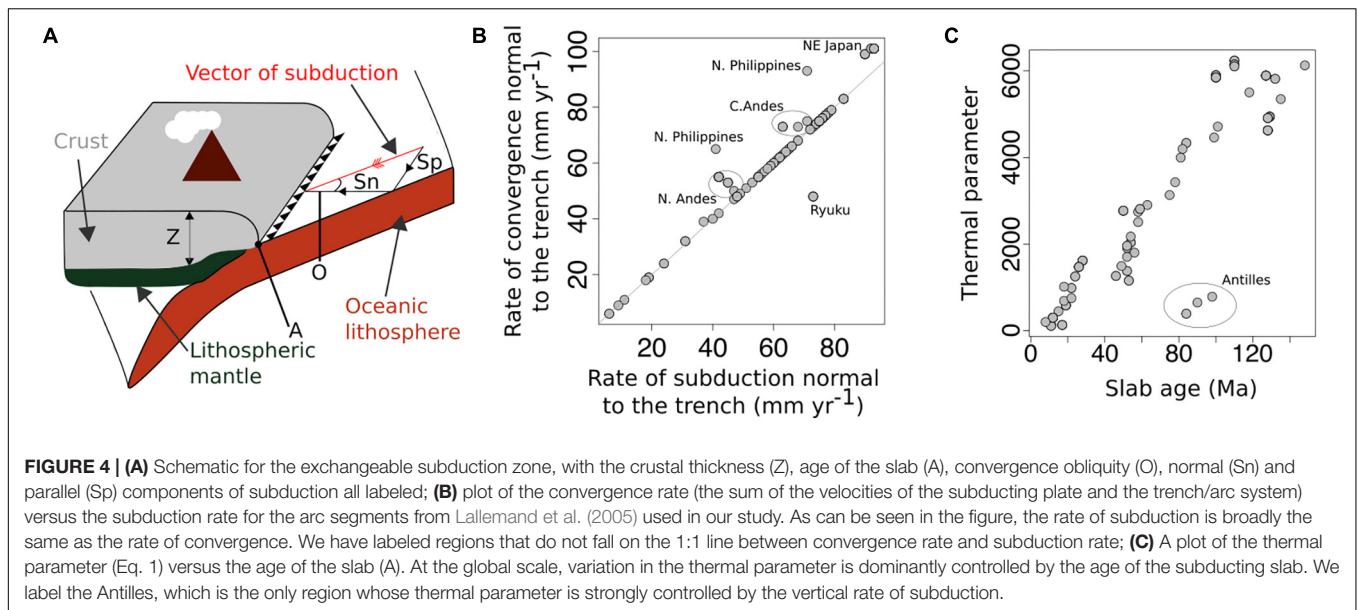 A
Vector of subduction
Crust
Sp
Sn
Z
O
Oceanic
lithosphere
A
Lithospheric
mantle
B
Rate of convergence normal
to the trench (mm yr-1)
100
80
60
40
20
NE Japan
N. Philippines
C.Andes
N. Philippines
N. Andes
Ryuku
20 40 60 80
Rate of subduction normal
to the trench (mm yr-1)
C
Thermal parameter
6000
4000
2000
0
Antilles
0 40 80 120
Slab age (Ma)
FIGURE 4 | (A) Schematic for the exchangeable subduction zone, with the crustal thickness (Z), age of the slab (A), convergence obliquity (O), normal (Sn) and
parallel (Sp) components of subduction all labeled; (B) plot of the convergence rate (the sum of the velocities of the subducting plate and the trench/arc system)
versus the subduction rate for the arc segments from Lallemand et al. (2005) used in our study. As can be seen in the figure, the rate of subduction is broadly the
same as the rate of convergence. We have labeled regions that do not fall on the 1:1 line between convergence rate and subduction rate; (C) A plot of the thermal
parameter (Eq. 1) versus the age of the slab (A). At the global scale, variation in the thermal parameter is dominantly controlled by the age of the subducting slab. We
label the Antilles, which is the only region whose thermal parameter is strongly controlled by the vertical rate of subduction.